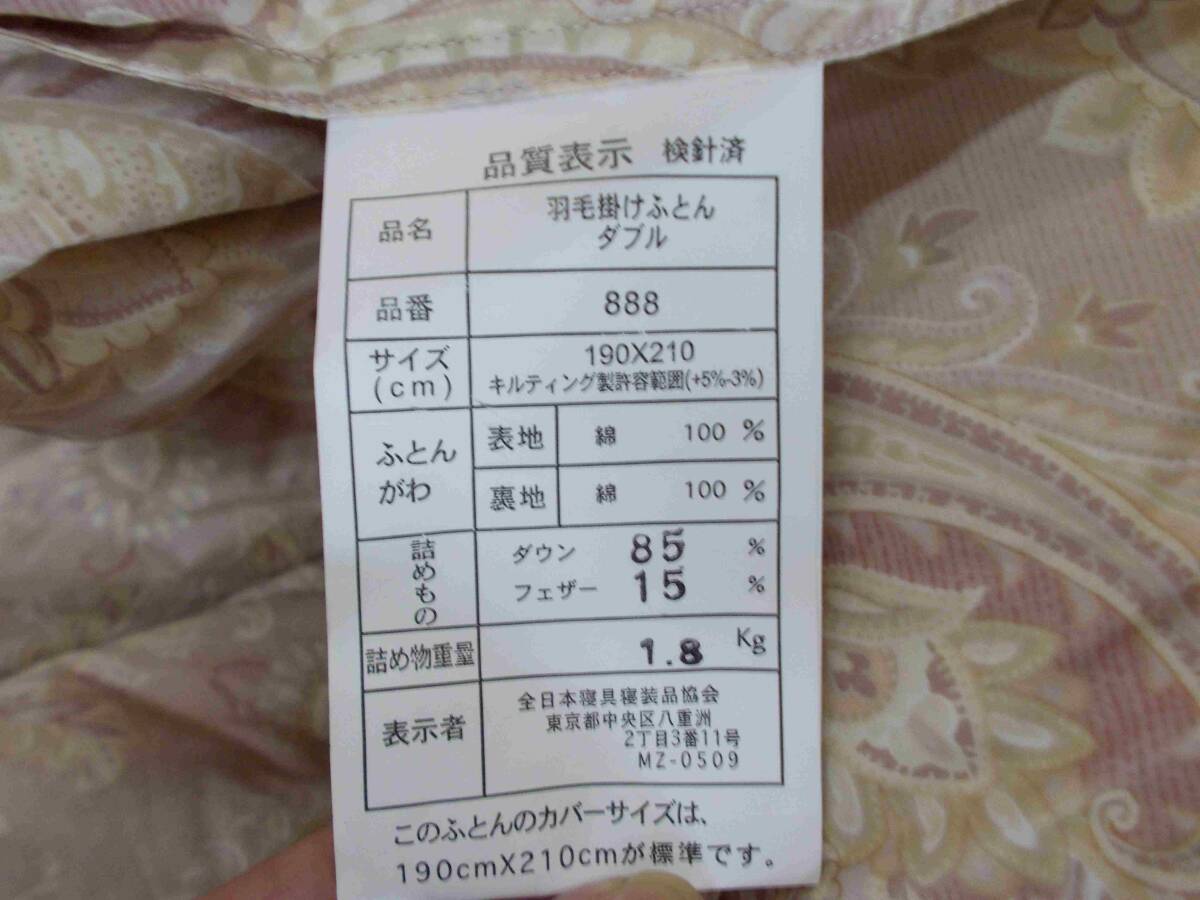 品質表示 検針済
品名 羽毛掛けふとん
ダブル
品番 888
サイズ
(cm) 190X210
キルティング製許容範囲(+5%-3%)
ふとん
がわ
表地 綿 100 %
裏地 綿 100 %
詰めもの
ダウン 85 %
フェザー 15 %
詰め物重量 1.8 Kg
表示者
全日本寝具寝装品協会
東京都中央区八重洲
2丁目3番11号
MZ-0509
このふとんのカバーサイズは、
190cmX210cmが標準です。